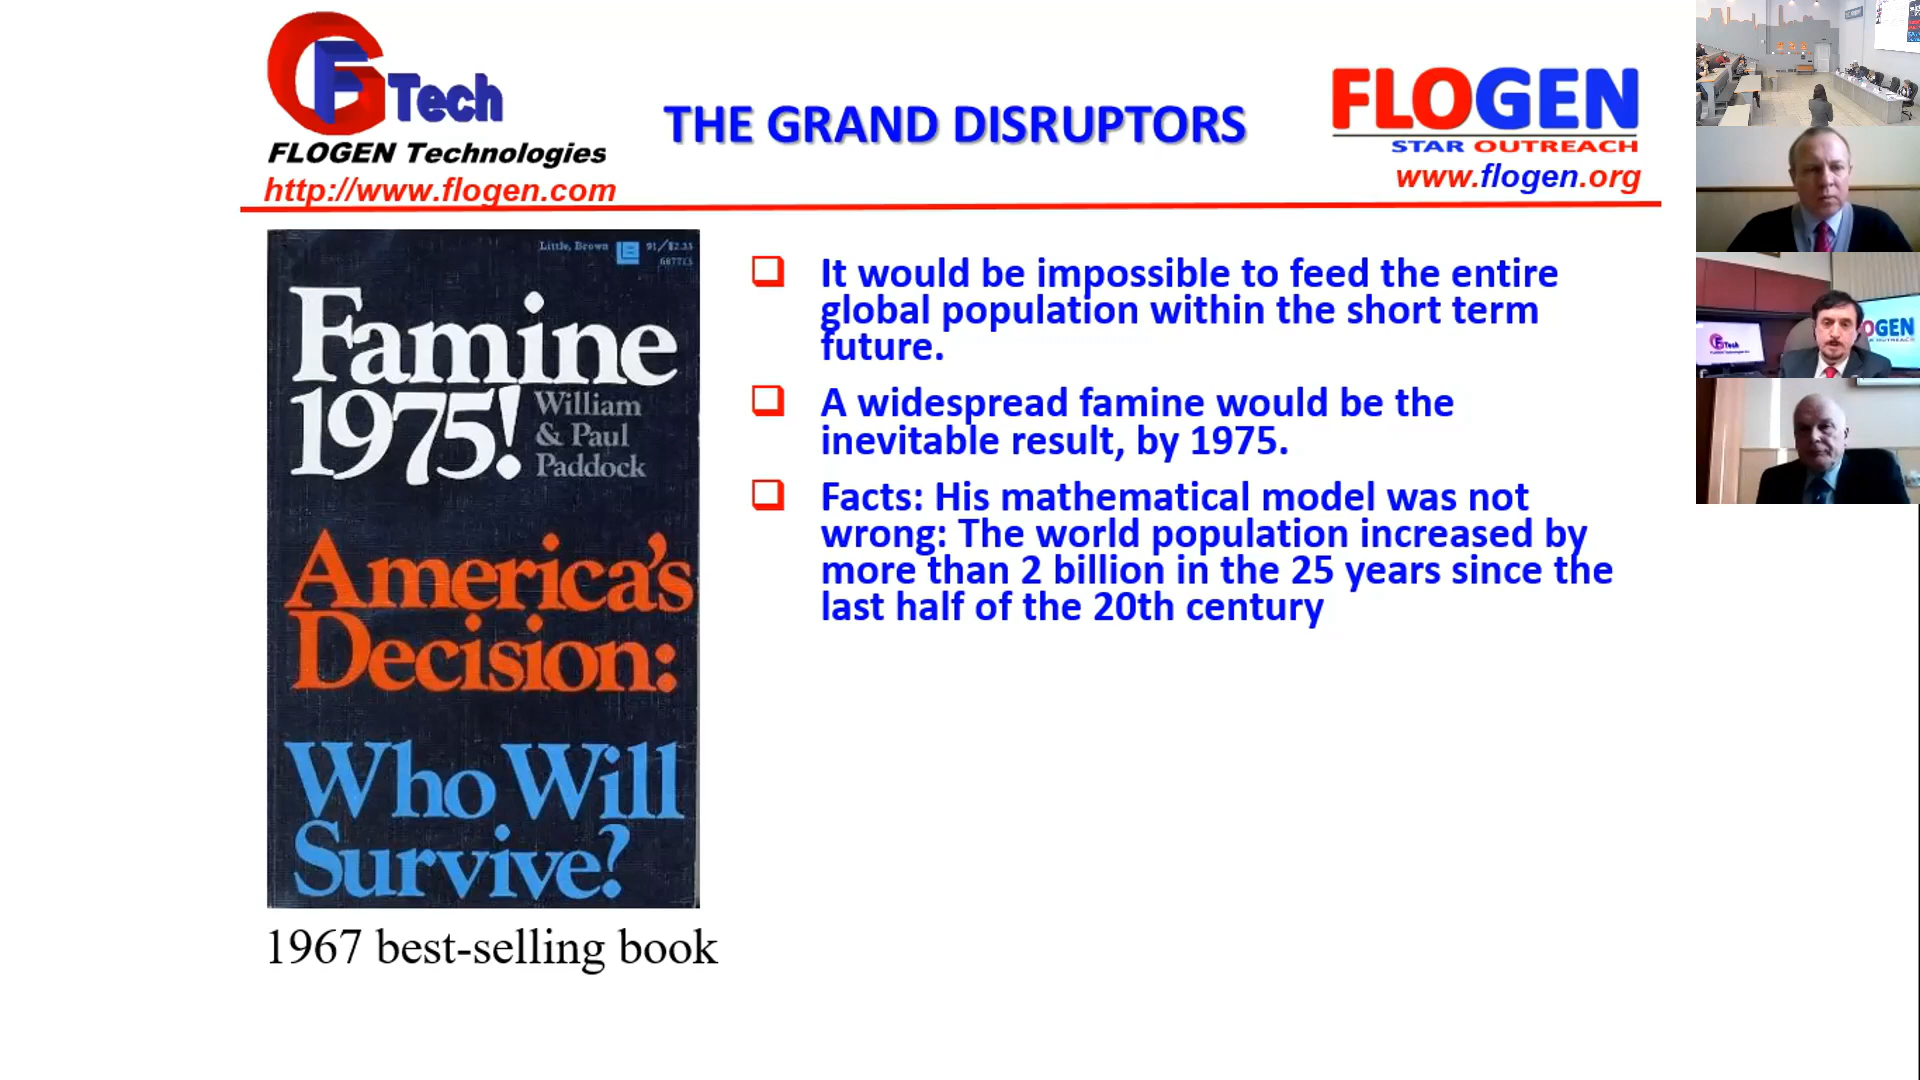 GF Tech
FLOGEN Technologies
http://www.flogen.com
THE GRAND DISRUPTORS
FLOGEN
STAR OUTREACH
www.flogen.org
Little, Brown
Famine
1975!
William
& Paul
Paddock
America's
Decision:
Who Will
Survive?
1967 best-selling book
❑ It would be impossible to feed the entire
global population within the short term
future.
❑ A widespread famine would be the
inevitable result, by 1975.
❑ Facts: His mathematical model was not
wrong: The world population increased by
more than 2 billion in the 25 years since the
last half of the 20th century
Tech
OGEN